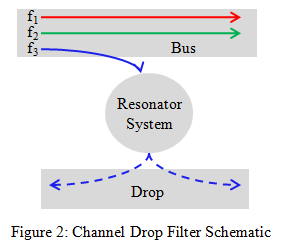 f1
f2 Bus
f3
Resonator
System
Drop
Figure 2: Channel Drop Filter Schematic